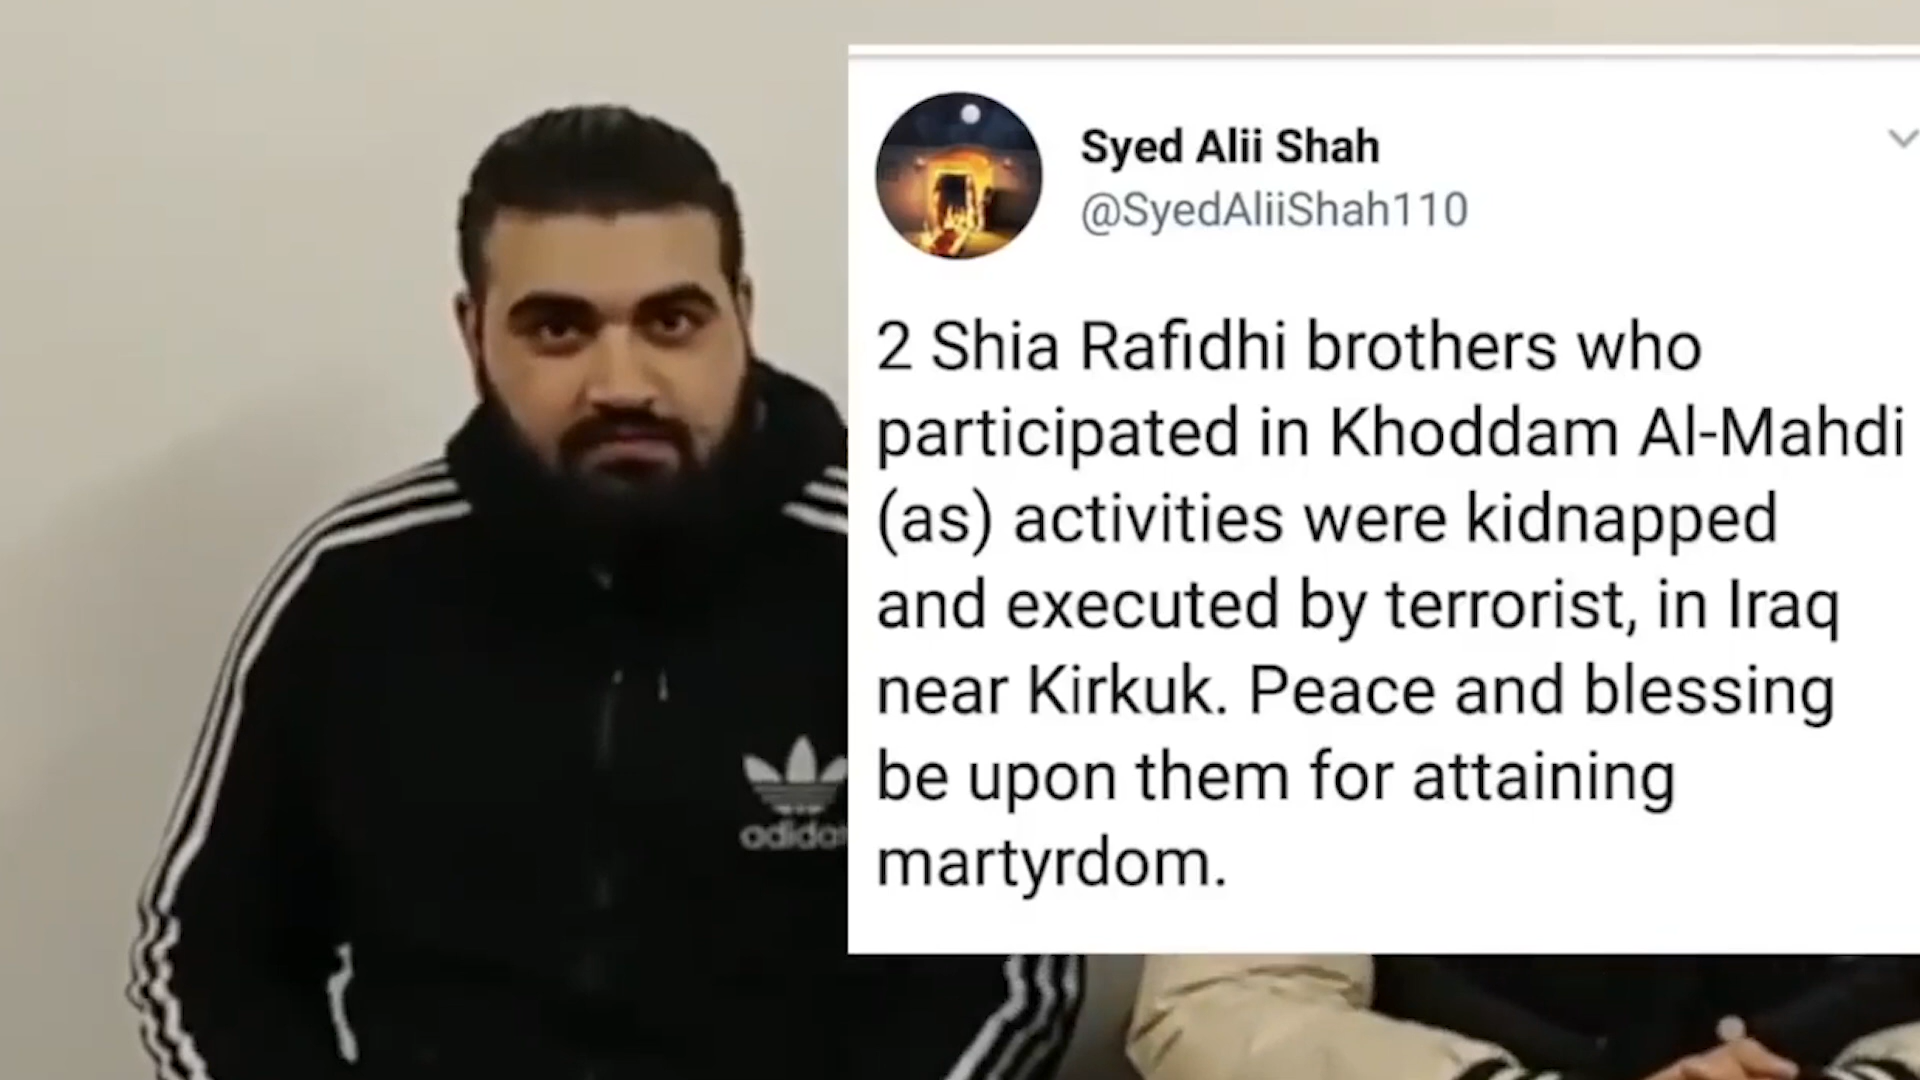 Syed Alii Shah
@SyedAliiShah110
2 Shia Rafidhi brothers who
participated in Khoddam Al-Mahdi
(as) activities were kidnapped
and executed by terrorist, in Iraq
near Kirkuk. Peace and blessing
be upon them for attaining
martyrdom.
adida